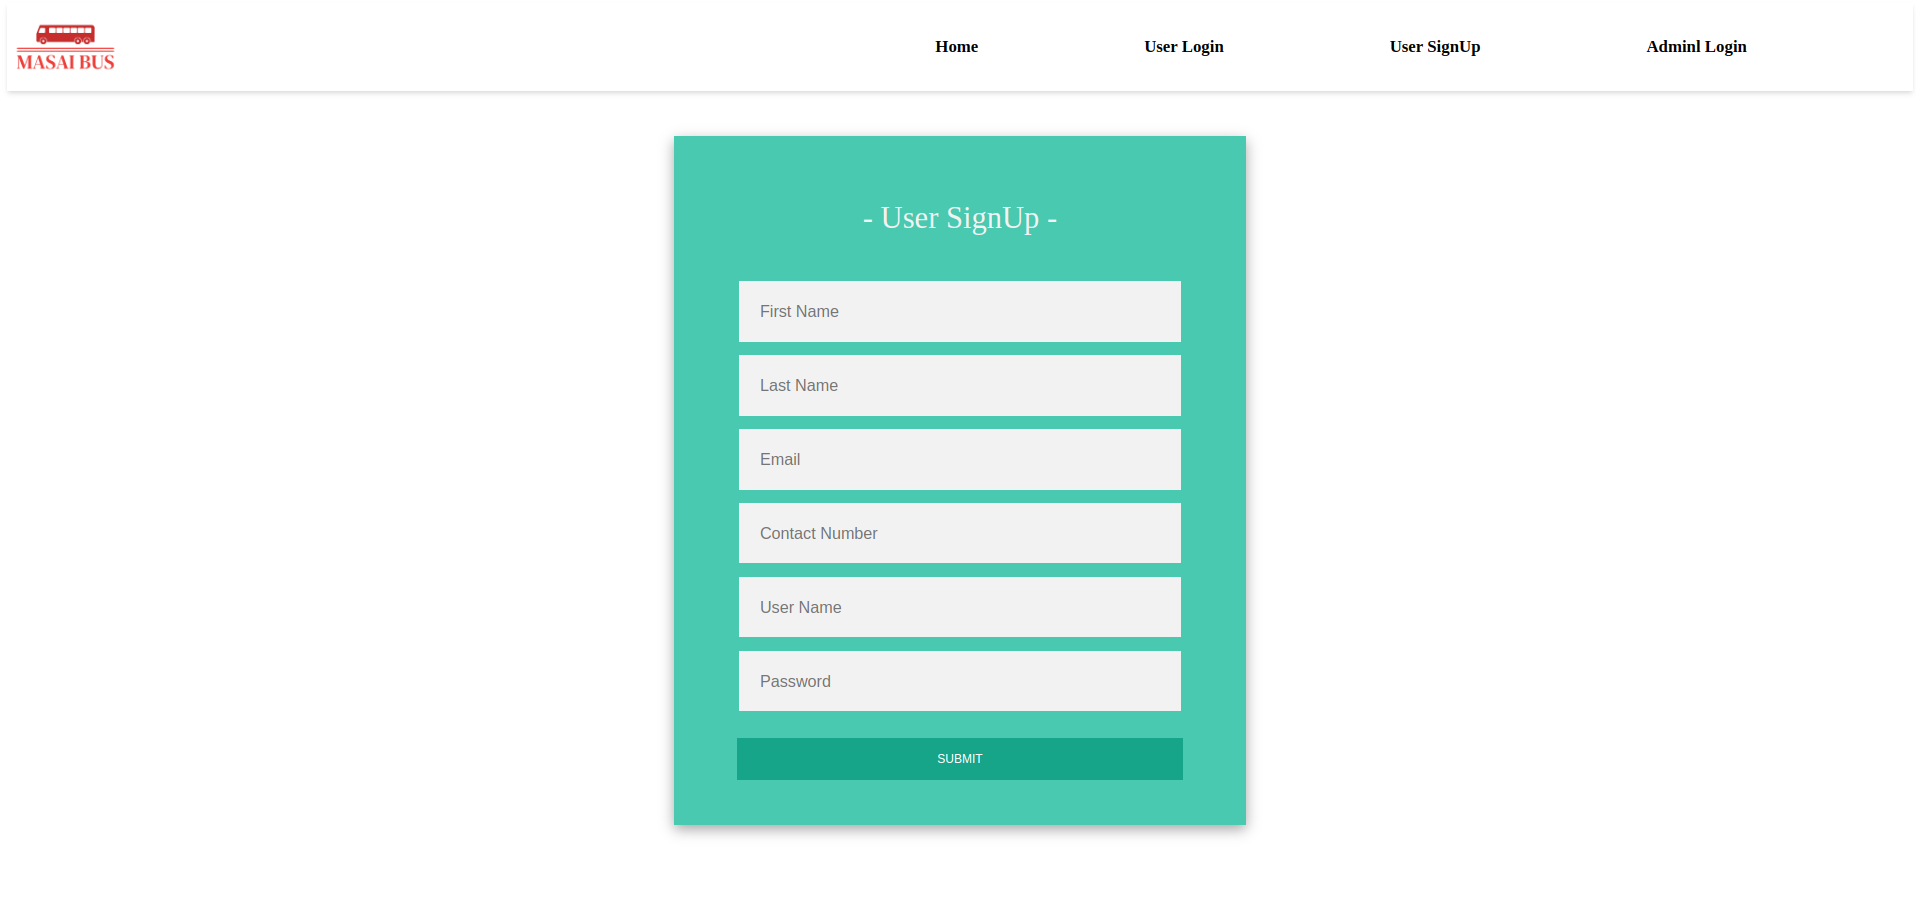 MASAI BUS
Home
User Login
User SignUp
Adminl Login
- User SignUp -
First Name
Last Name
Email
Contact Number
User Name
Password
SUBMIT